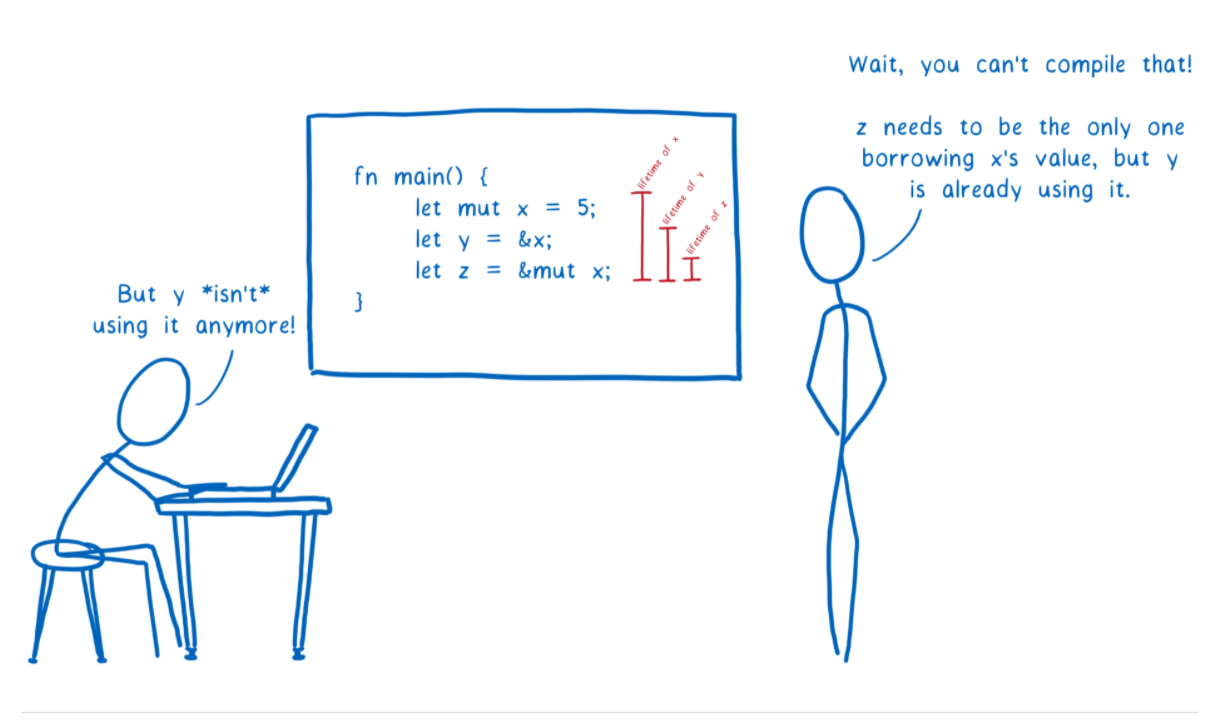 Wait, you can't compile that!
z needs to be the only one
borrowing x's value, but y
is already using it.
fn main() {
let mut x = 5;
let y = &x;
let z = &mut x;
}
lifetime of x
lifetime of y
lifetime of z
But y *isn't*
using it anymore!